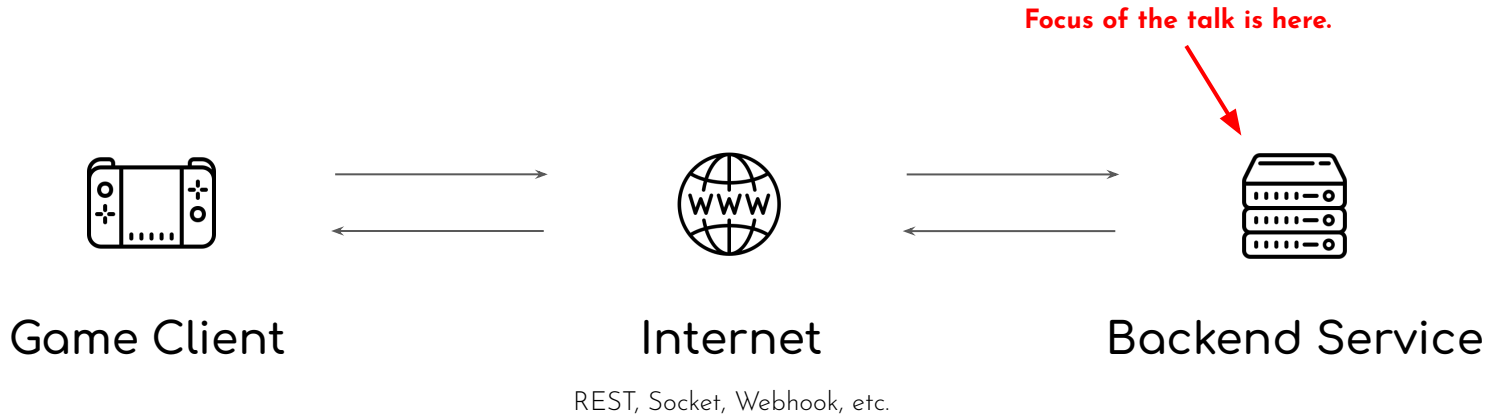 Focus of the talk is here.
WWW
Game Client
Internet
Backend Service
REST, Socket, Webhook, etc.